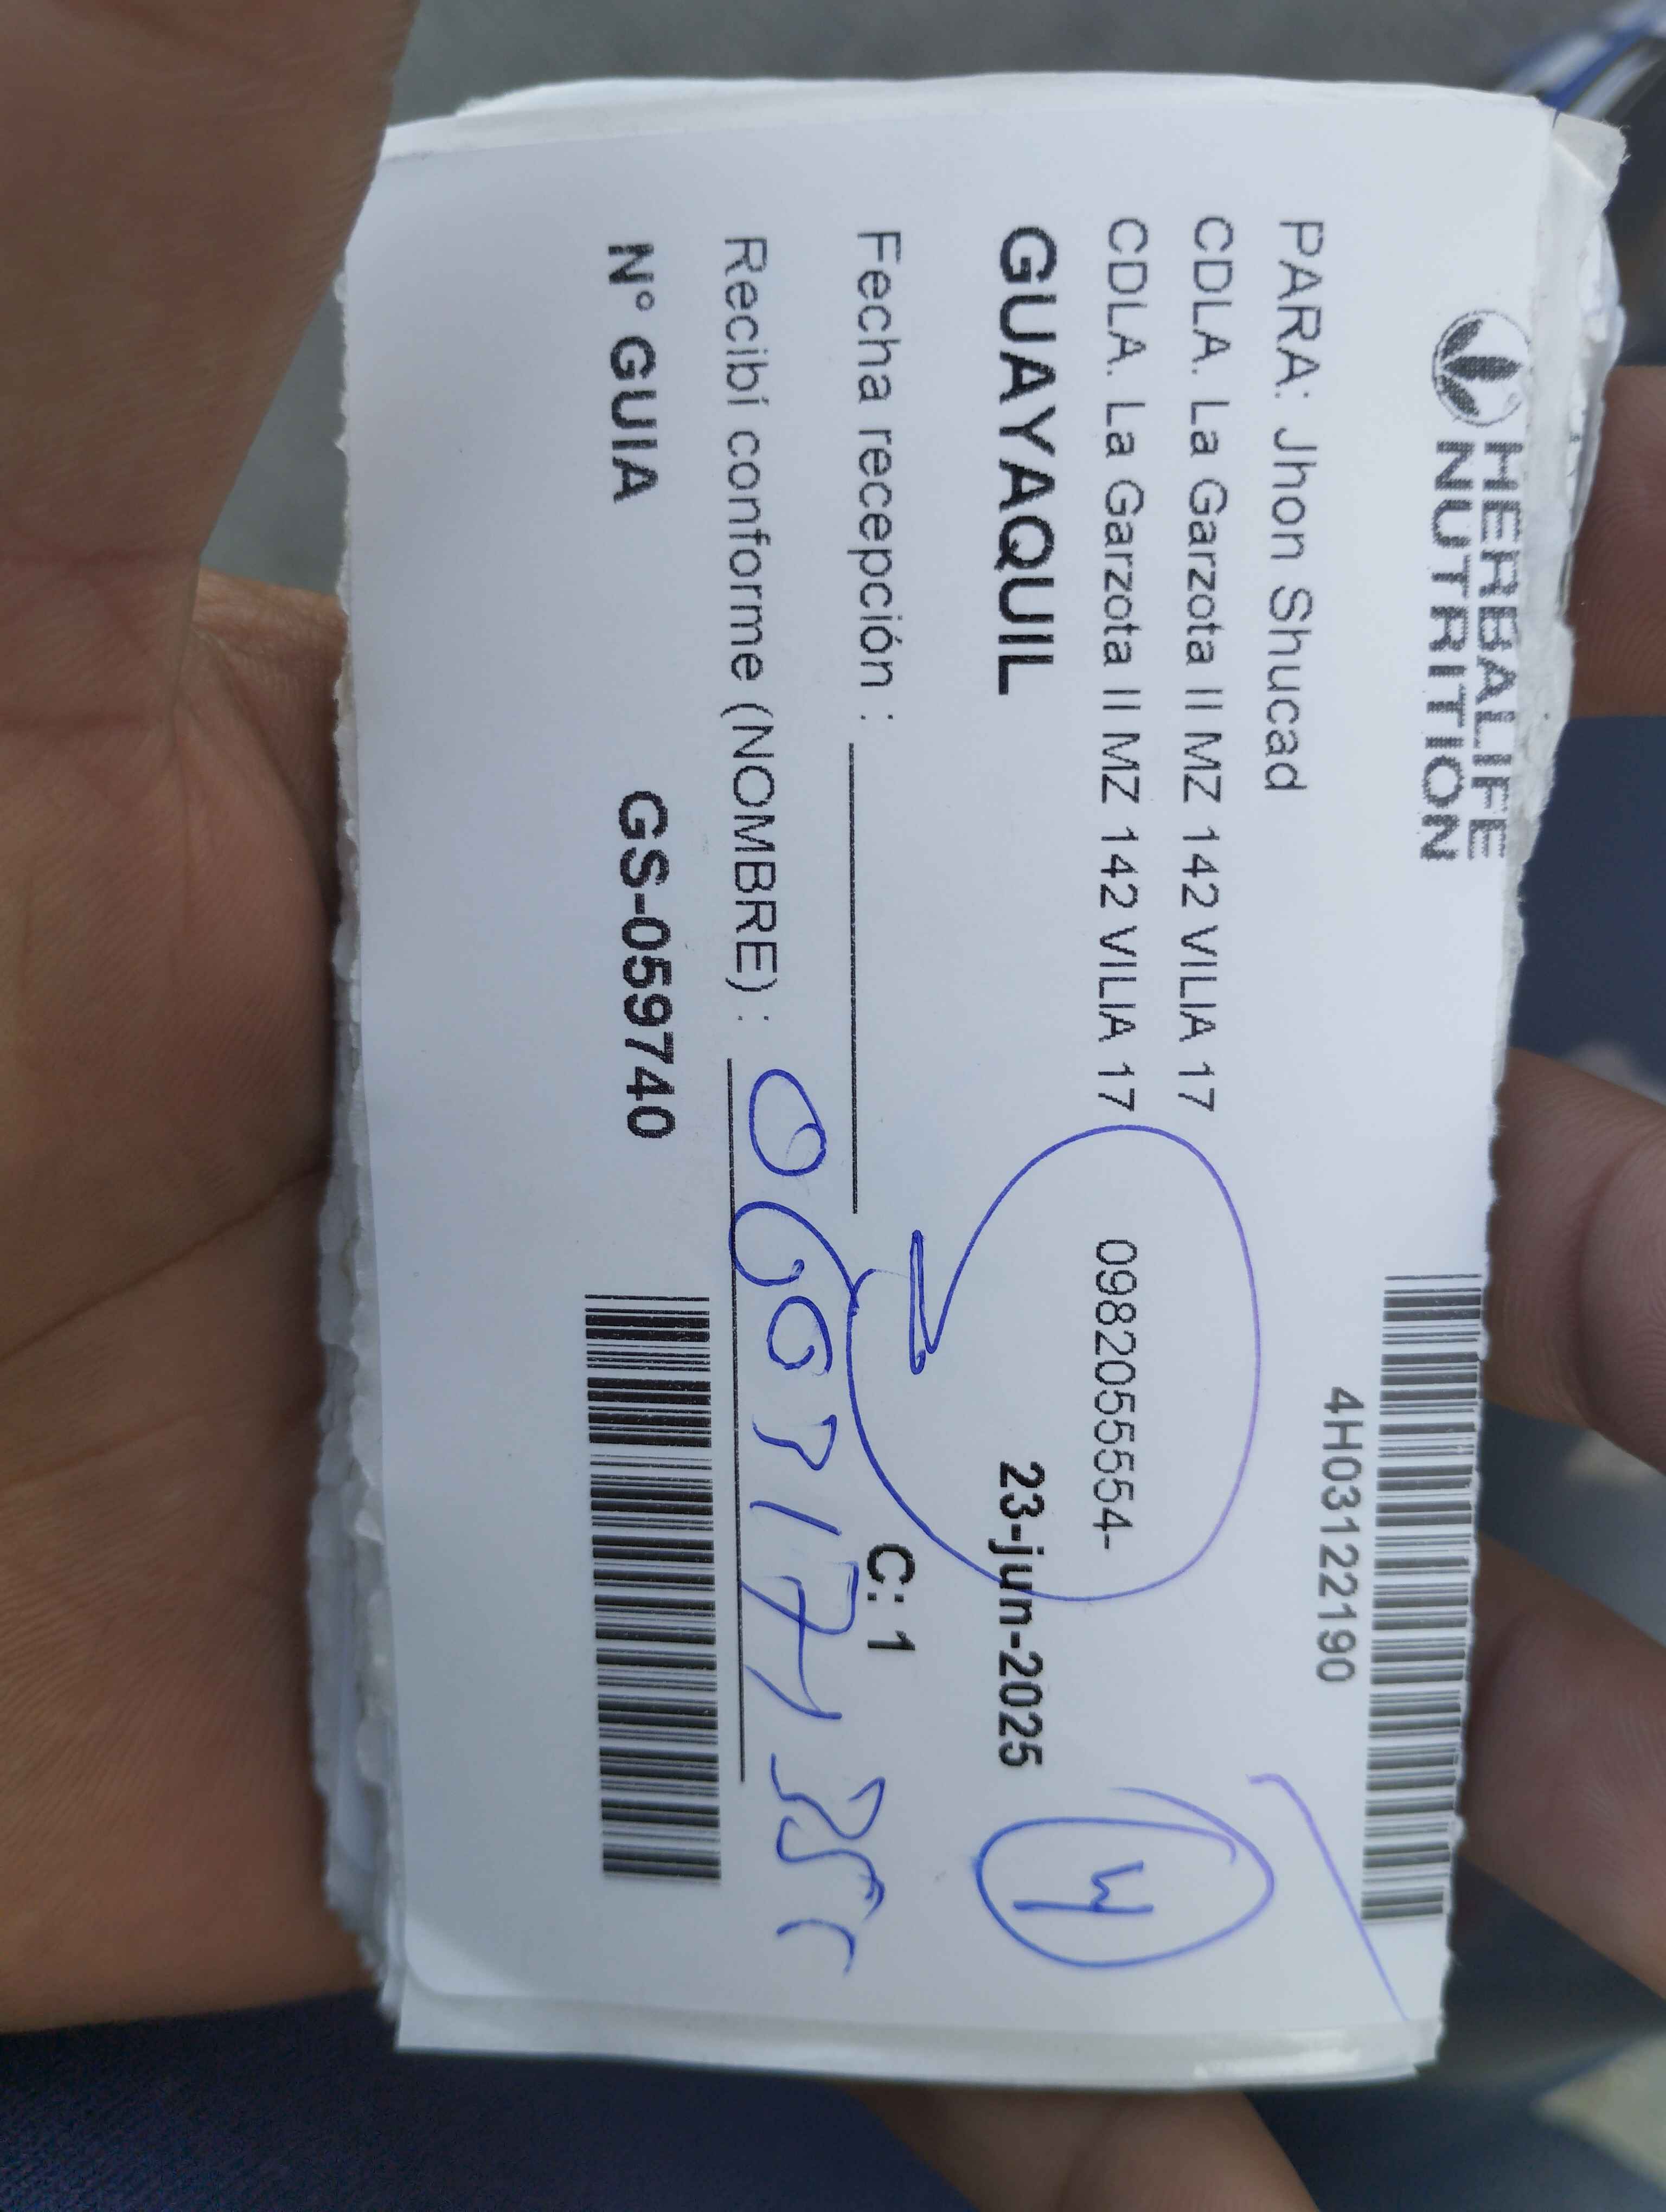 HERBALIFE
NUTRITION
4H03122190
PARA: Jhon Shucad
CDLA. La Garzota II MZ 142 VILIA 17
CDLA. La Garzota II MZ 142 VILIA 17 0982055554-
GUAYAQUIL 23-jun-2025
4
Fecha recepción : C: 1
Recibí conforme (NOMBRE) :
N° GUIA GS-059740